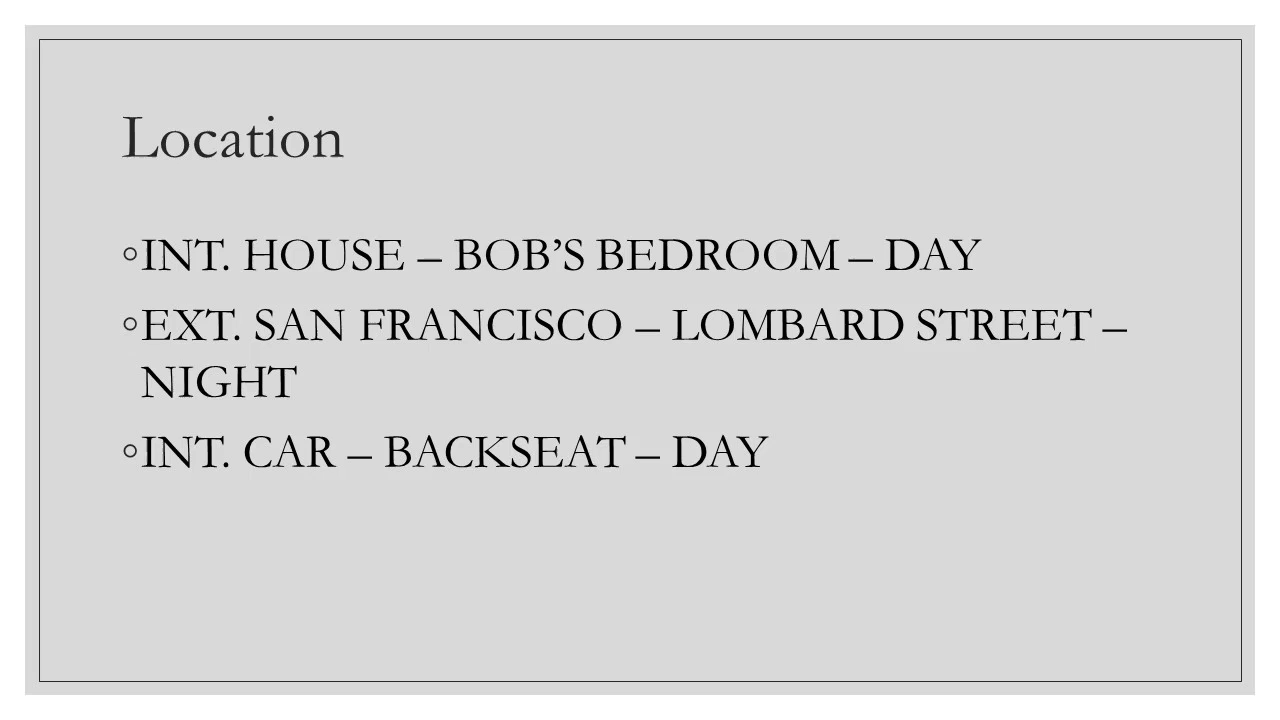 Location
◦INT. HOUSE – BOB’S BEDROOM – DAY
◦EXT. SAN FRANCISCO – LOMBARD STREET –
NIGHT
◦INT. CAR – BACKSEAT – DAY